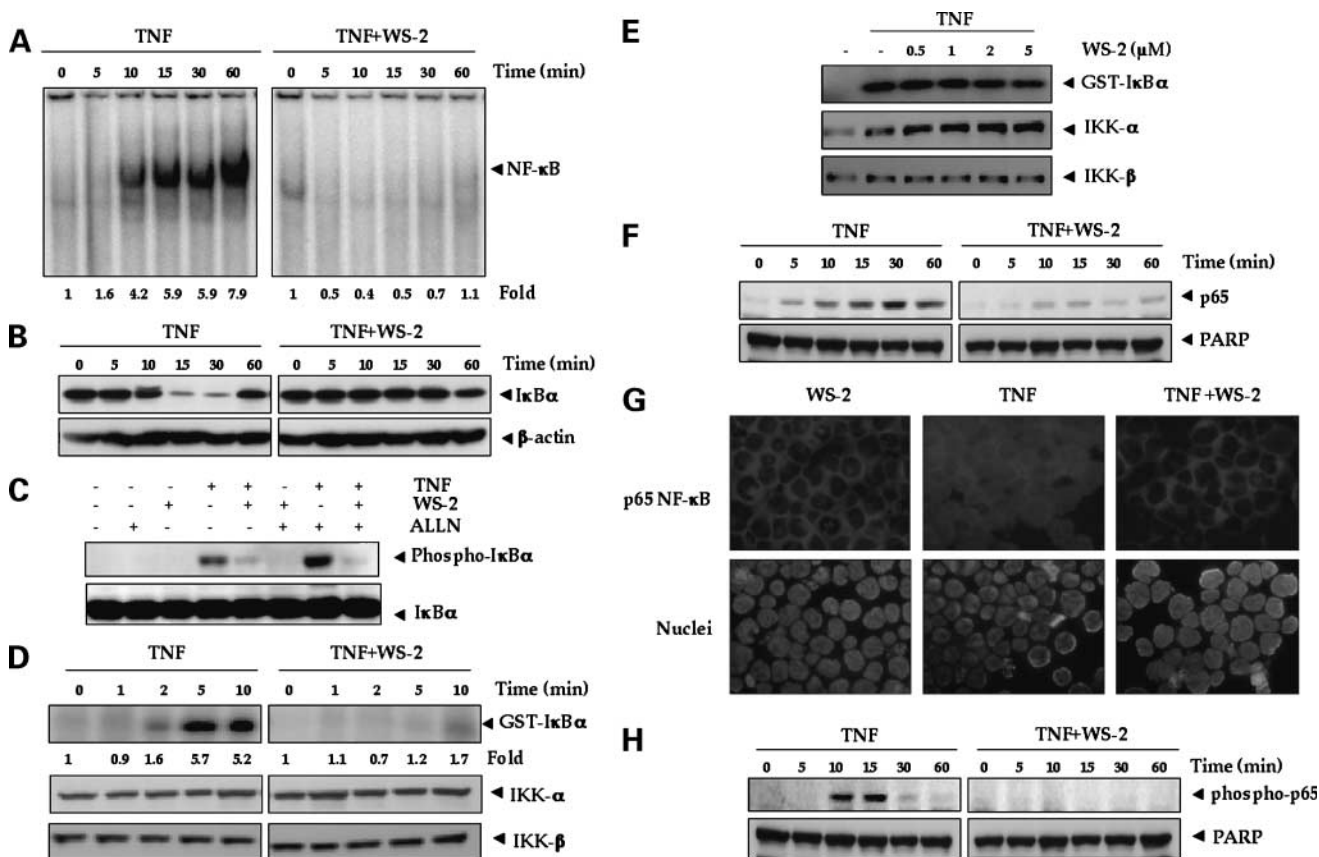 A
TNF TNF+WS-2
0 5 10 15 30 60 0 5 10 15 30 60 Time (min)
NF-κB
1 1.6 4.2 5.9 5.9 7.9 1 0.5 0.4 0.5 0.7 1.1 Fold
B
TNF TNF+WS-2
0 5 10 15 30 60 0 5 10 15 30 60 Time (min)
IκBα
β-actin
C
- - - + + - + + TNF
- - + - + + - + WS-2
- + - - - + + + ALLN
Phospho-IκBα
IκBα
D
TNF TNF+WS-2
0 1 2 5 10 0 1 2 5 10 Time (min)
GST-IκBα
1 0.9 1.6 5.7 5.2 1 1.1 0.7 1.2 1.7 Fold
IKK-α
IKK-β
E
TNF
- - 0.5 1 2 5 WS-2 (μM)
GST-IκBα
IKK-α
IKK-β
F
TNF TNF+WS-2
0 5 10 15 30 60 0 5 10 15 30 60 Time (min)
p65
PARP
G
WS-2 TNF TNF+WS-2
p65 NF-κB
Nuclei
H
TNF TNF+WS-2
0 5 10 15 30 60 0 5 10 15 30 60 Time (min)
phospho-p65
PARP